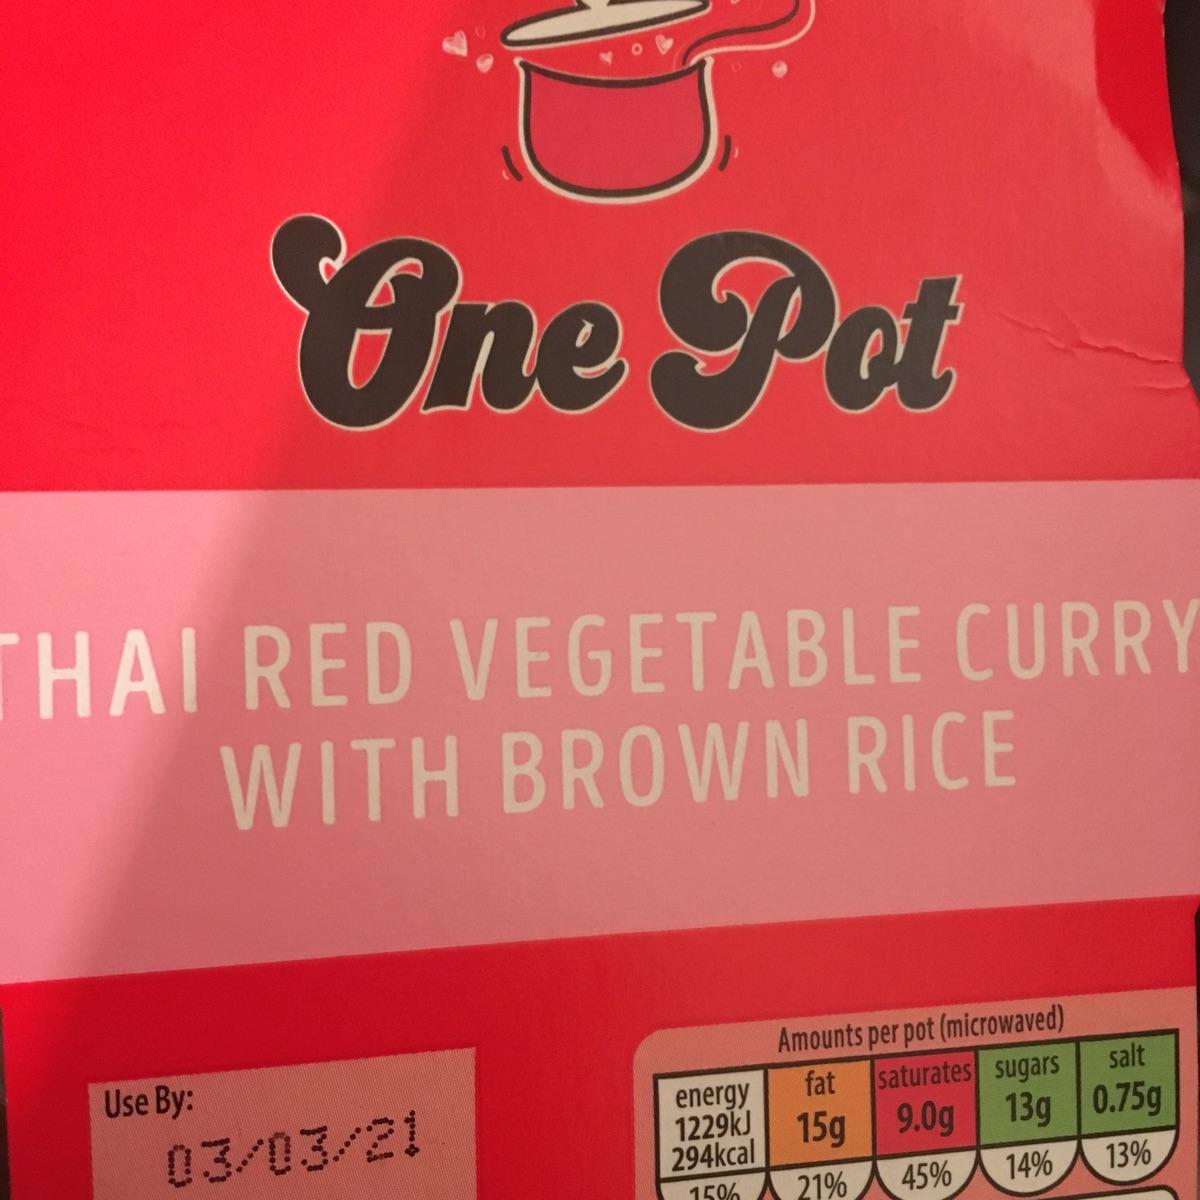 One Pot
THAI RED VEGETABLE CURRY
WITH BROWN RICE
Use By:
03/03/21
Amounts per pot (microwaved)
energy
1229kJ
294kcal
15%
fat
15g
21%
saturates
9.0g
45%
sugars
13g
14%
salt
0.75g
13%